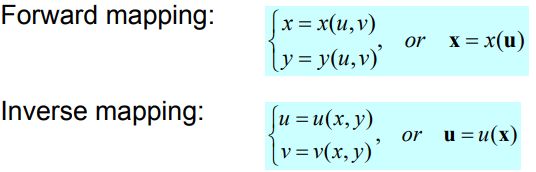 Forward mapping:
{x = x(u,v)
y = y(u,v)
, or x = x(u)
Inverse mapping:
{u = u(x,y)
v = v(x,y)
, or u = u(x)